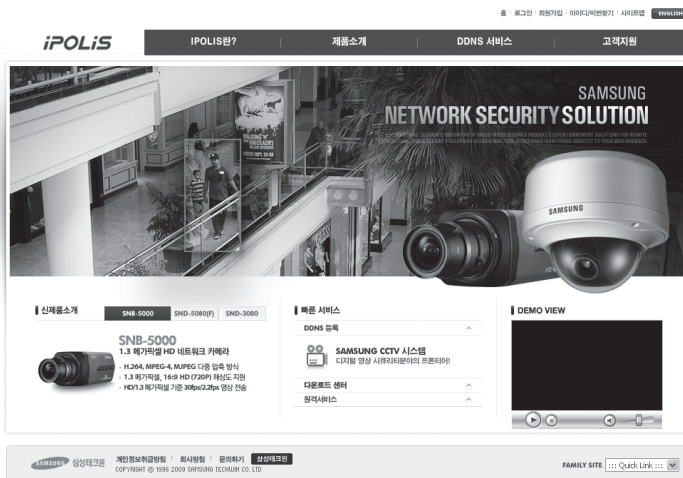 홈 | 로그인 | 회원가입 | 아이디/비번찾기 | 사이트맵 ENGLISH
iPOLiS
IPOLIS란? | 제품소개 | DDNS 서비스 | 고객지원
SAMSUNG
NETWORK SECURITY SOLUTION
WALKING WITH DINOSAURS
SAMSUNG
신제품소개
SNB-5000 SND-5080(F) SND-3080
SNB-5000
1.3 메가픽셀 HD 네트워크 카메라
- H.264, MPEG-4, MJPEG 다중 압축 방식
- 1.3 메가픽셀, 16:9 HD (720P) 해상도 지원
- HD/1.3 메가픽셀 기준 30fps/2.2fps 영상 전송
빠른 서비스
DDNS 등록
SAMSUNG CCTV 시스템
디지털 영상 시큐리티분야의 프론티어!
다운로드 센터
원격서비스
DEMO VIEW
SAMSUNG 삼성테크윈
개인정보취급방침 | 회사방침 | 문의하기 삼성테크윈
COPYRIGHT © 1996 2009 SAMSUNG TECHWIN CO. LTD
FAMILY SITE ::: Quick Link :::